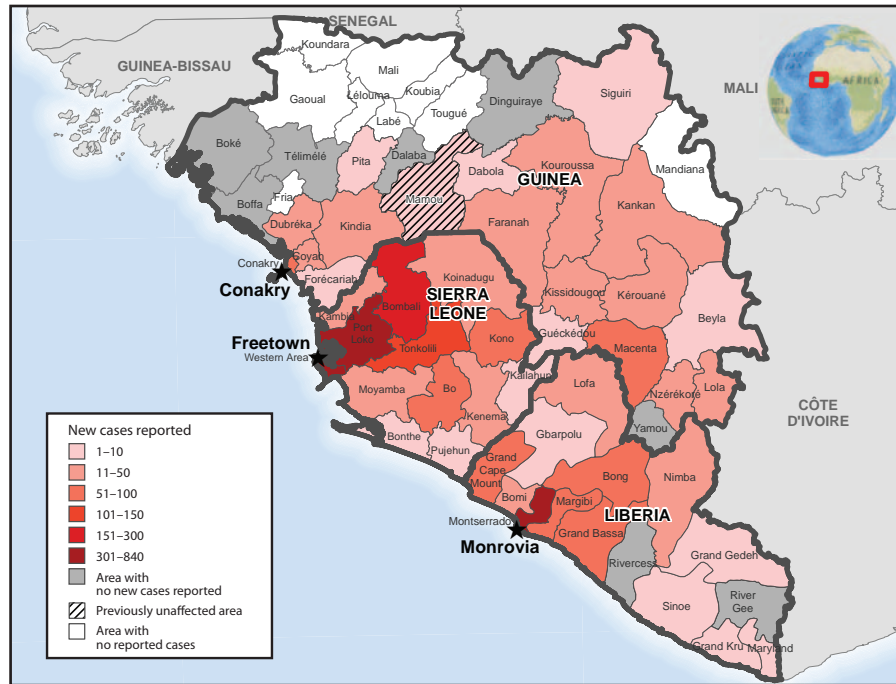 SENEGAL
GUINEA-BISSAU
MALI
AFRICA
Koundara
Mali
Gaoual
Lélouma
Koubia
Labé
Tougué
Dinguiraye
Siguiri
Boké
Télimélé
Pita
Dalaba
Dabola
Kouroussa
Mandiana
GUINEA
Boffa
Fria
Mamou
Kankan
Dubréka
Kindia
Faranah
Conakry
Coyah
Conakry
Forécariah
Koinadugu
Kissidougou
Kérouané
Beyla
SIERRA
LEONE
Kambia
Bombali
Port
Loko
Guéckédou
Freetown
Western Area
Tonkolili
Kono
Macenta
Kailahun
Lofa
Nzérékoré
Lola
CÔTE
D'IVOIRE
Moyamba
Bo
Kenema
Yamou
Bonthe
Pujehun
Gbarpolu
Grand
Cape
Mount
Bong
Nimba
Bomi
Margibi
LIBERIA
Montserrado
Grand Bassa
Monrovia
Rivercess
Grand Gedeh
Sinoe
River
Gee
Grand Kru
Maryland
New cases reported
1–10
11–50
51–100
101–150
151–300
301–840
Area with
no new cases reported
Previously unaffected area
Area with
no reported cases